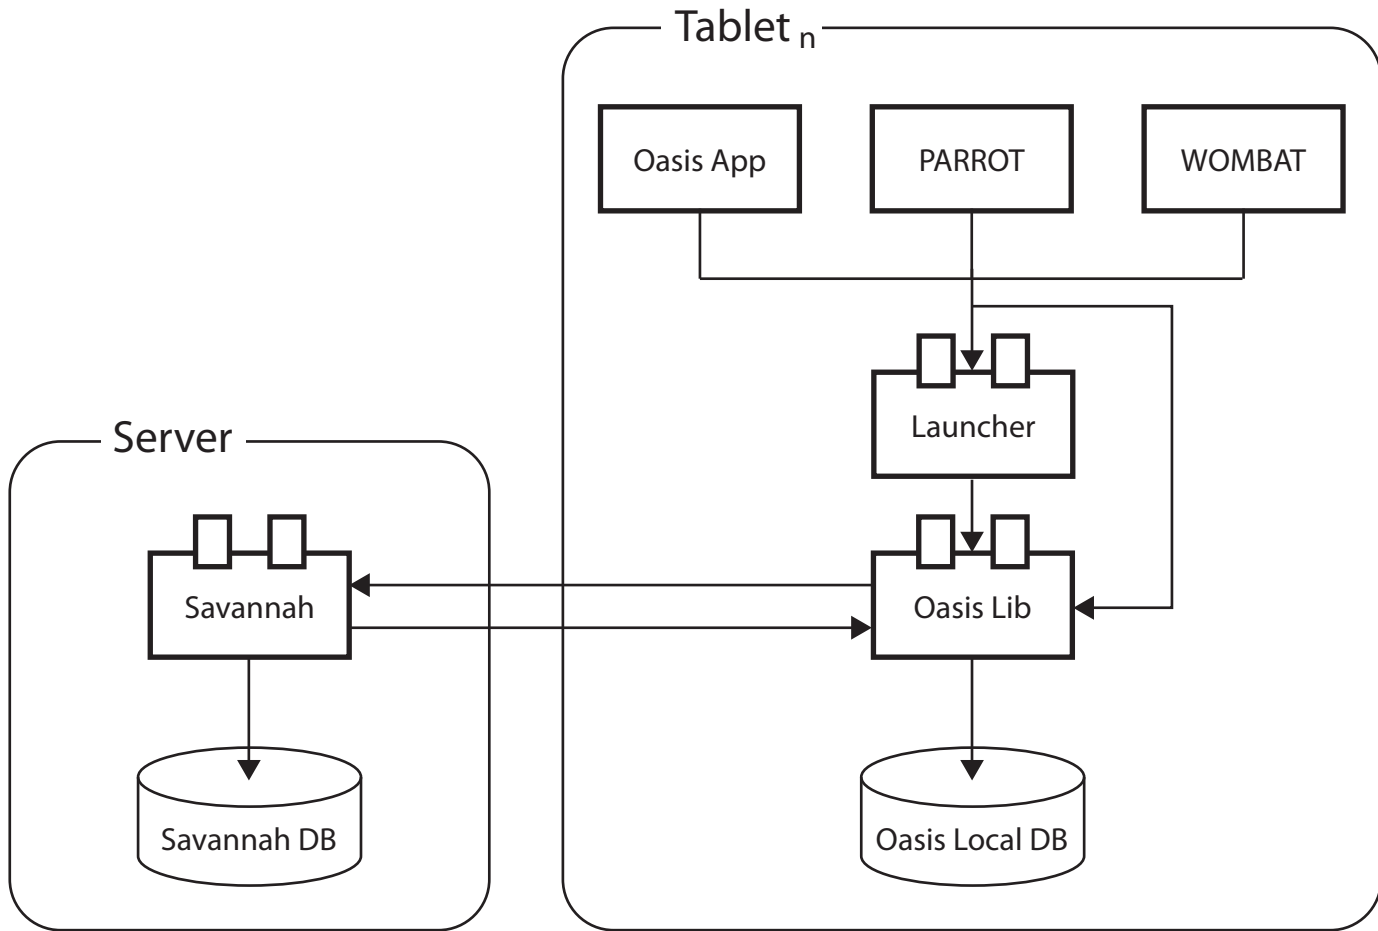 Tablet n
Oasis App
PARROT
WOMBAT
Launcher
Server
Savannah
Oasis Lib
Savannah DB
Oasis Local DB